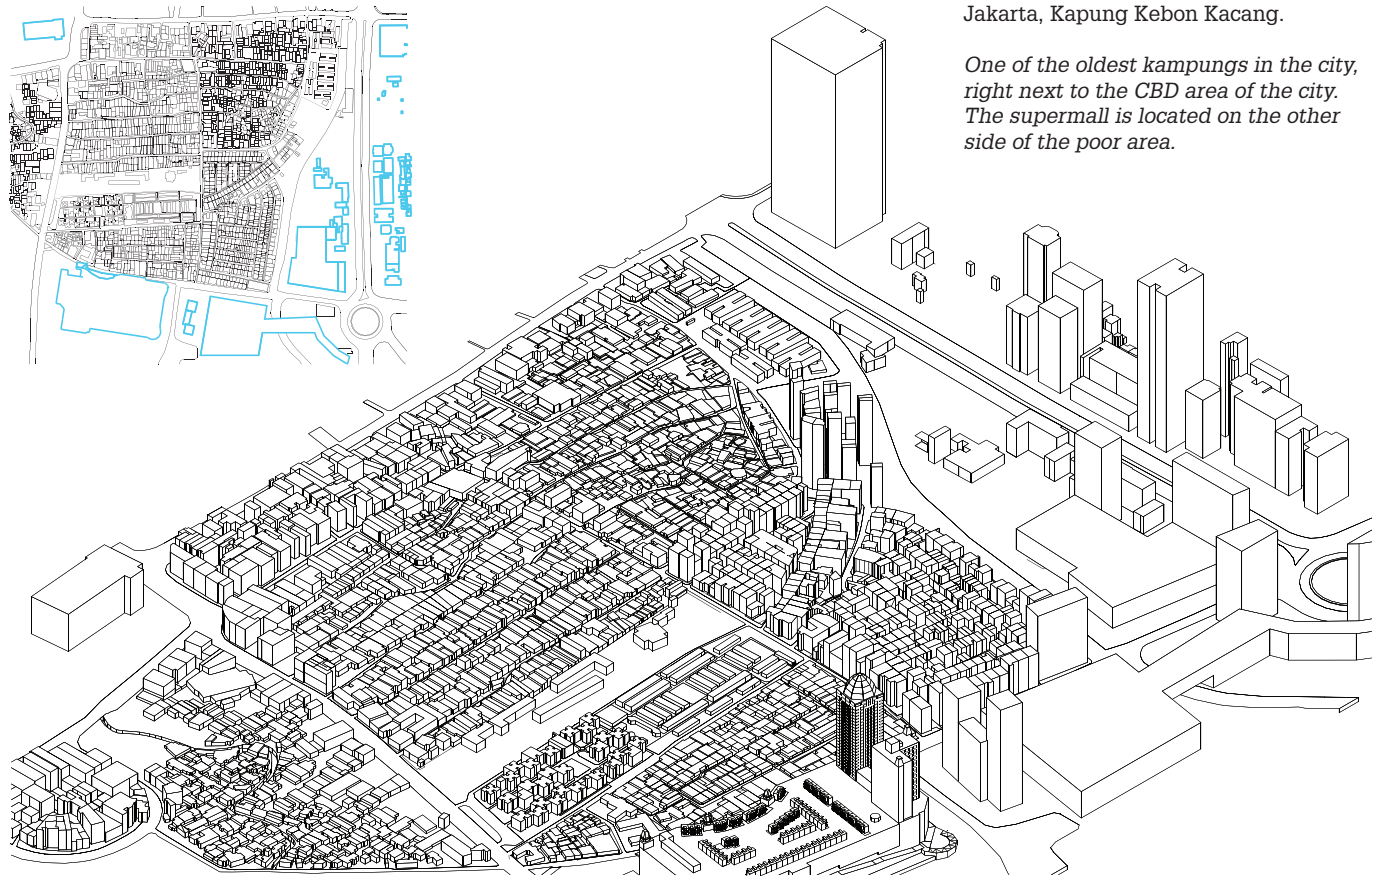 Jakarta, Kapung Kebon Kacang.
One of the oldest kampungs in the city,
right next to the CBD area of the city.
The supermall is located on the other
side of the poor area.